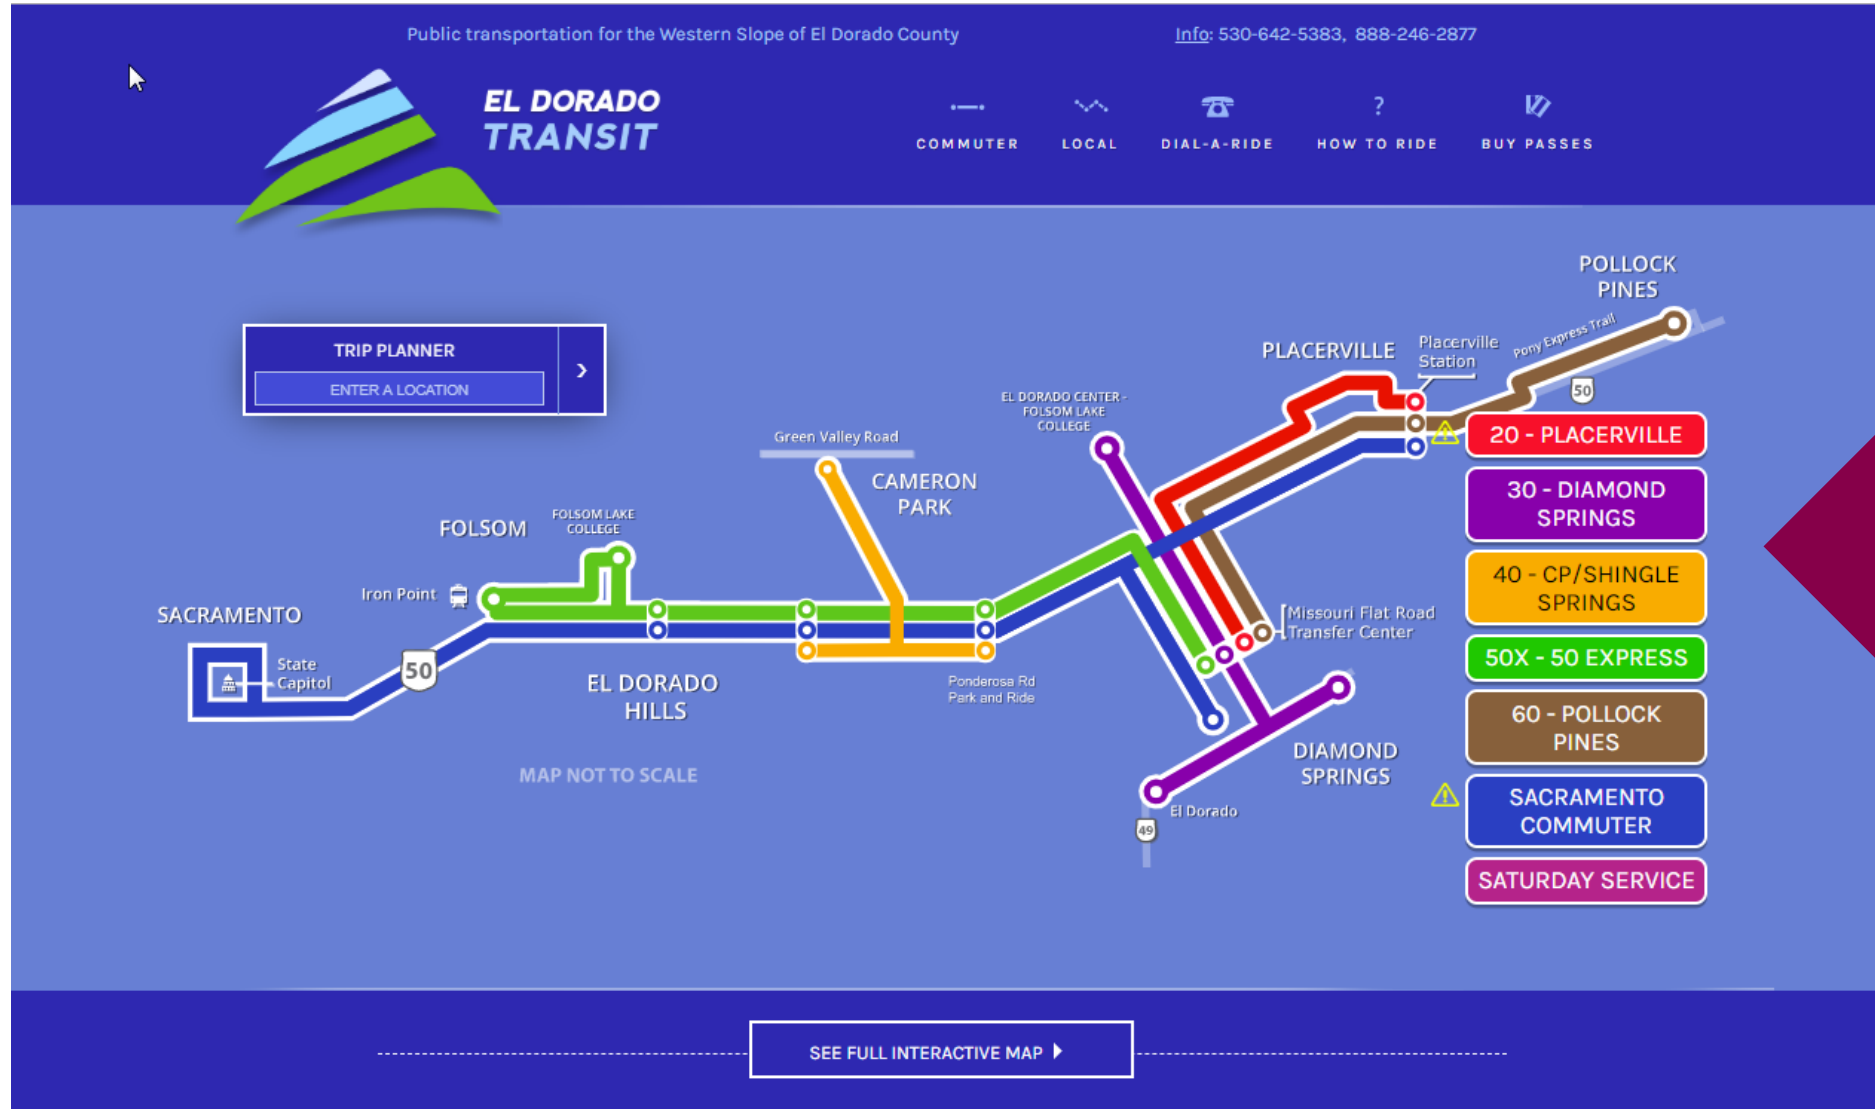 Public transportation for the Western Slope of El Dorado County
Info: 530-642-5383, 888-246-2877
EL DORADO
TRANSIT
COMMUTER
LOCAL
DIAL-A-RIDE
?
HOW TO RIDE
BUY PASSES
TRIP PLANNER
ENTER A LOCATION
POLLOCK
PINES
Pony Express Trail
50
PLACERVILLE
Placerville
Station
EL DORADO CENTER -
FOLSOM LAKE
COLLEGE
Green Valley Road
CAMERON
PARK
FOLSOM
FOLSOM LAKE
COLLEGE
Iron Point
SACRAMENTO
State
Capitol
50
EL DORADO
HILLS
Ponderosa Rd
Park and Ride
Missouri Flat Road
Transfer Center
DIAMOND
SPRINGS
El Dorado
49
MAP NOT TO SCALE
20 - PLACERVILLE
30 - DIAMOND
SPRINGS
40 - CP/SHINGLE
SPRINGS
50X - 50 EXPRESS
60 - POLLOCK
PINES
SACRAMENTO
COMMUTER
SATURDAY SERVICE
SEE FULL INTERACTIVE MAP